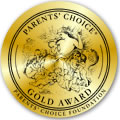 PARENTS' CHOICE®
GOLD AWARD
PARENTS' CHOICE FOUNDATION